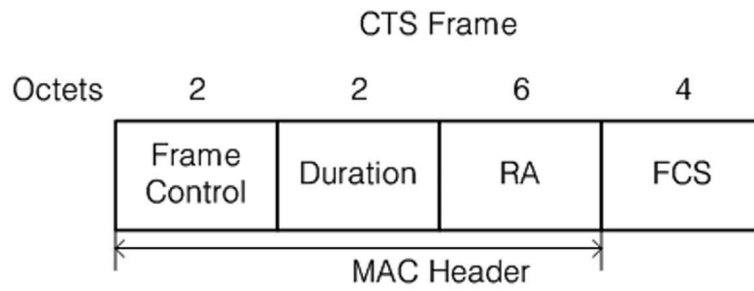 CTS Frame
Octets 2 2 6 4
Frame Control Duration RA FCS
MAC Header